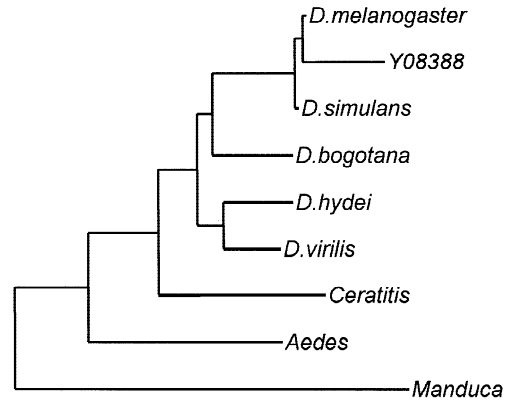 D.melanogaster
Y08388
D.simulans
D.bogotana
D.hydei
D.virilis
Ceratitis
Aedes
Manduca